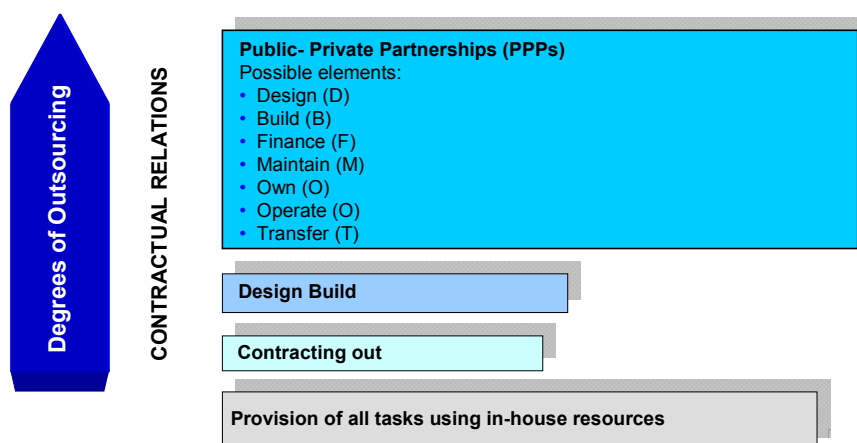 Degrees of Outsourcing
CONTRACTUAL RELATIONS
Public- Private Partnerships (PPPs)
Possible elements:
• Design (D)
• Build (B)
• Finance (F)
• Maintain (M)
• Own (O)
• Operate (O)
• Transfer (T)
Design Build
Contracting out
Provision of all tasks using in-house resources